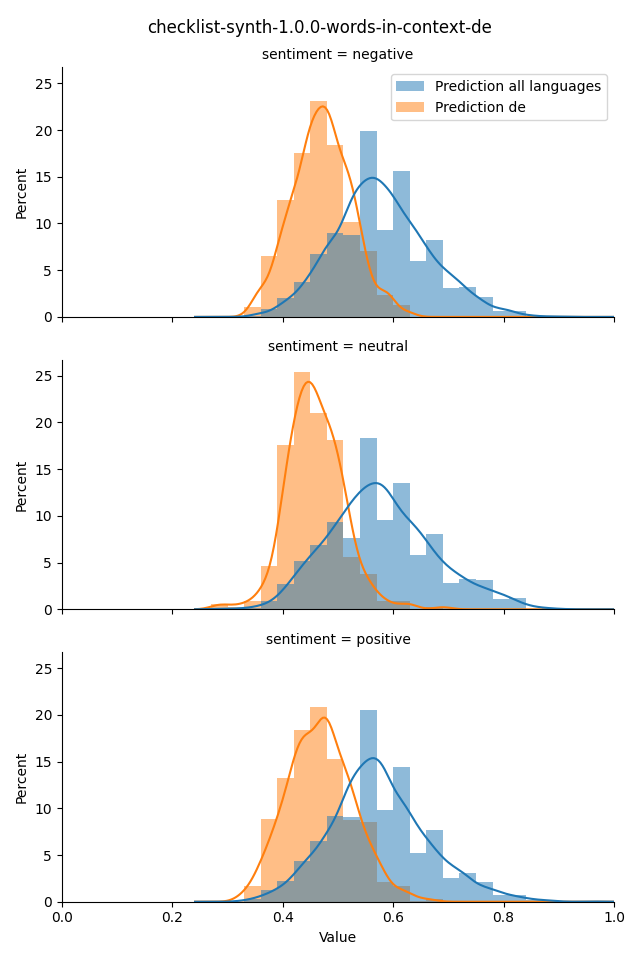 checklist-synth-1.0.0-words-in-context-de
sentiment = negative
25
20
15
10
5
0
Percent
Prediction all languages
Prediction de
sentiment = neutral
25
20
15
10
5
0
Percent
sentiment = positive
25
20
15
10
5
0
Percent
0.0 0.2 0.4 0.6 0.8 1.0
Value